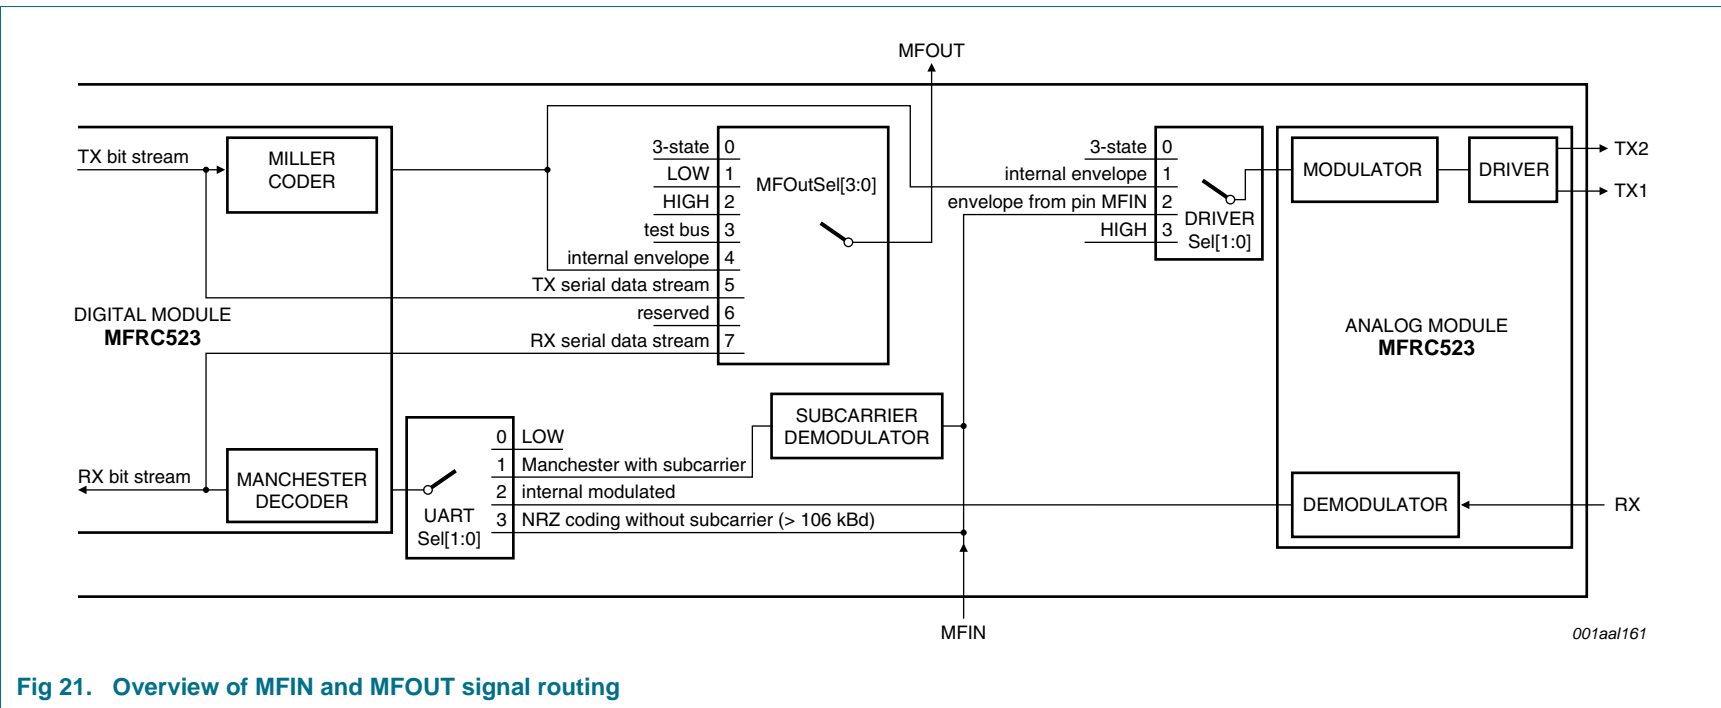 MFOUT
TX bit stream
MILLER
CODER
3-state 0
LOW 1
HIGH 2
test bus 3
internal envelope 4
TX serial data stream 5
reserved 6
RX serial data stream 7
MFOutSel[3:0]
3-state 0
internal envelope 1
envelope from pin MFIN 2
HIGH 3
DRIVER
Sel[1:0]
MODULATOR
DRIVER
TX2
TX1
DIGITAL MODULE
MFRC523
ANALOG MODULE
MFRC523
SUBCARRIER
DEMODULATOR
RX bit stream
MANCHESTER
DECODER
UART
Sel[1:0]
0 LOW
1 Manchester with subcarrier
2 internal modulated
3 NRZ coding without subcarrier (> 106 kBd)
DEMODULATOR
RX
MFIN
001aal161
Fig 21. Overview of MFIN and MFOUT signal routing